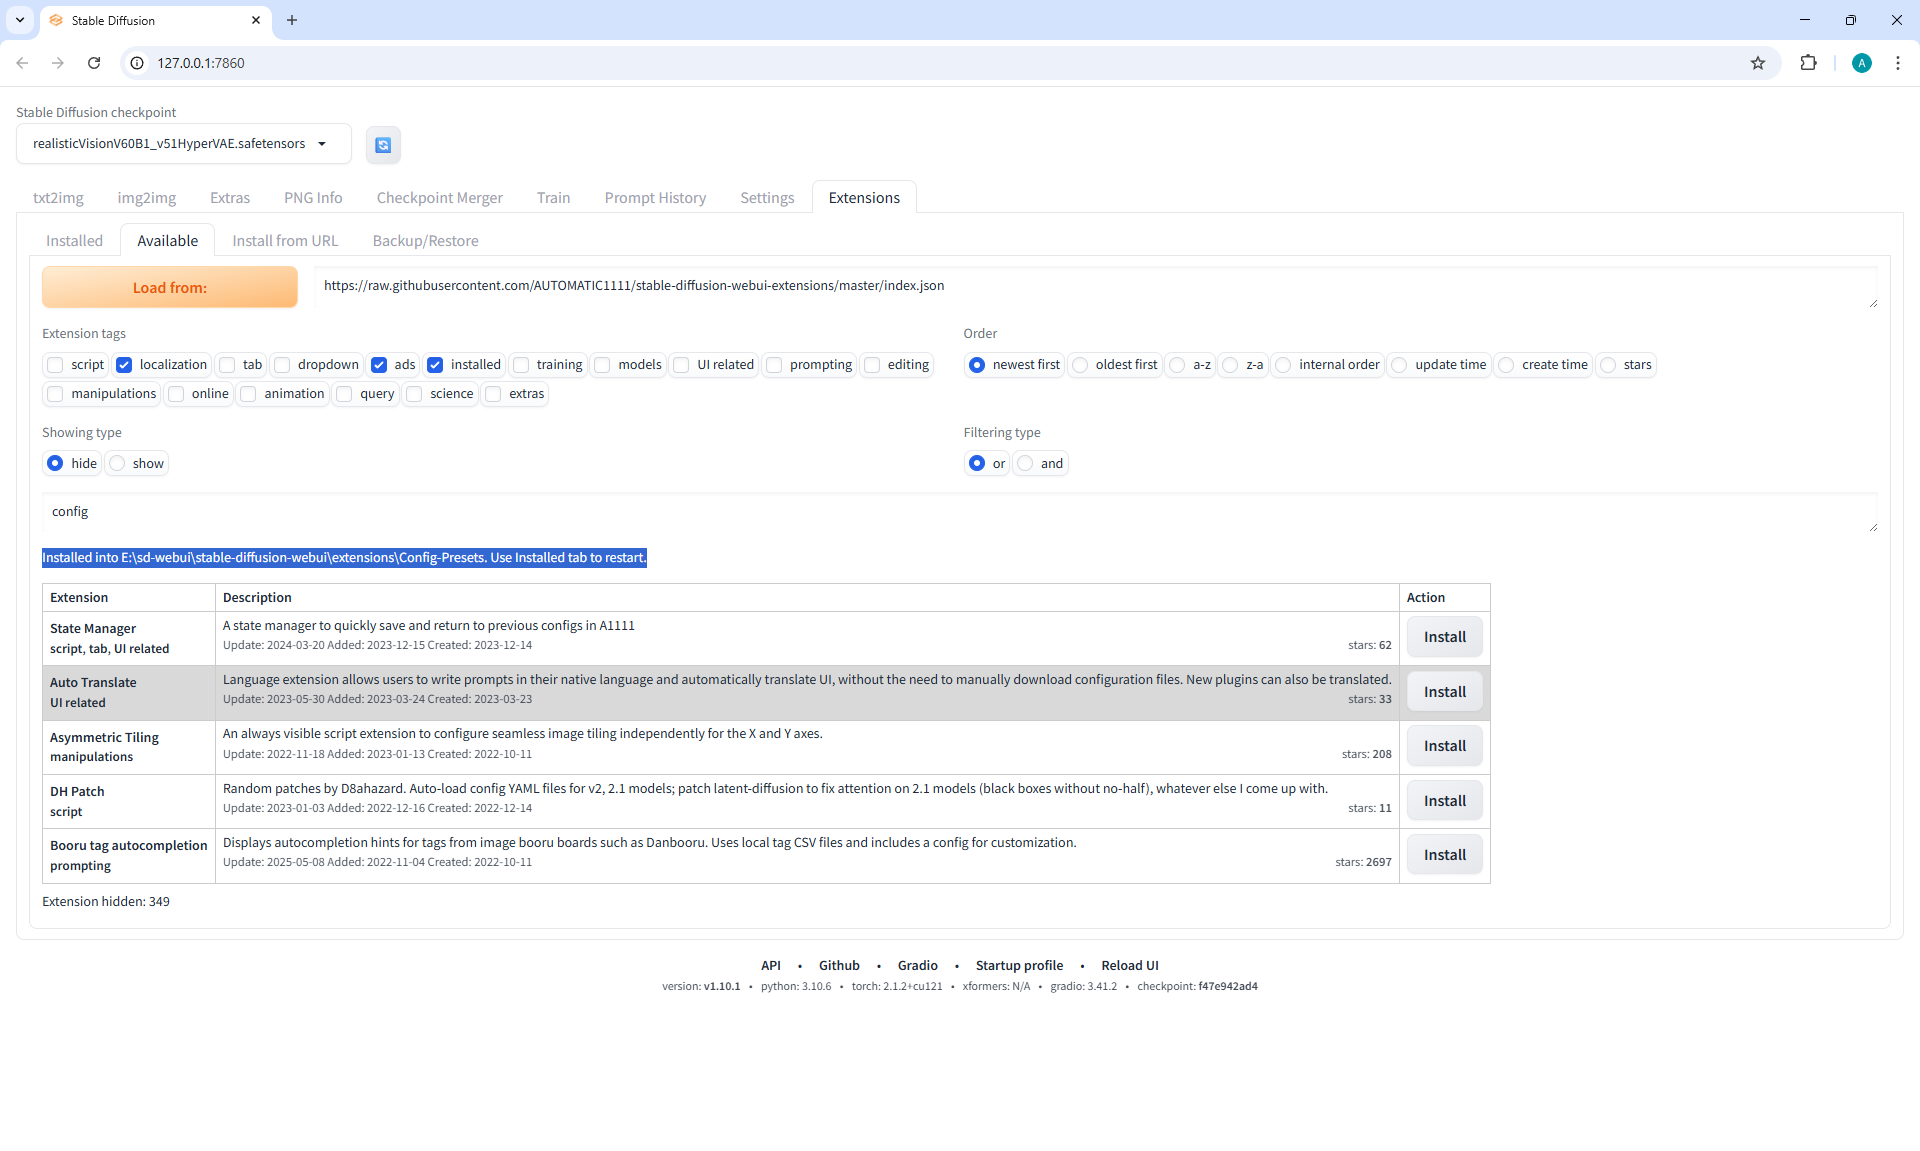 Stable Diffusion
127.0.0.1:7860
A
Stable Diffusion checkpoint
realisticVisionV60B1_v51HyperVAE.safetensors
txt2img img2img Extras PNG Info Checkpoint Merger Train Prompt History Settings Extensions
Installed Available Install from URL Backup/Restore
Load from: https://raw.githubusercontent.com/AUTOMATIC1111/stable-diffusion-webui-extensions/master/index.json
Extension tags Order
script localization tab dropdown ads installed training models UI related prompting editing newest first oldest first a-z z-a internal order update time create time stars
manipulations online animation query science extras
Showing type Filtering type
hide show or and
config
Installed into E:\sd-webui\stable-diffusion-webui\extensions\Config-Presets. Use Installed tab to restart.
Extension Description Action
State Manager A state manager to quickly save and return to previous configs in A1111 Install
script, tab, UI related Update: 2024-03-20 Added: 2023-12-15 Created: 2023-12-14 stars: 62
Auto Translate Language extension allows users to write prompts in their native language and automatically translate UI, without the need to manually download configuration files. New plugins can also be translated. Install
UI related Update: 2023-05-30 Added: 2023-03-24 Created: 2023-03-23 stars: 33
Asymmetric Tiling An always visible script extension to configure seamless image tiling independently for the X and Y axes. Install
manipulations Update: 2022-11-18 Added: 2023-01-13 Created: 2022-10-11 stars: 208
DH Patch Random patches by D8ahazard. Auto-load config YAML files for v2, 2.1 models; patch latent-diffusion to fix attention on 2.1 models (black boxes without no-half), whatever else I come up with. Install
script Update: 2023-01-03 Added: 2022-12-16 Created: 2022-12-14 stars: 11
Booru tag autocompletion Displays autocompletion hints for tags from image booru boards such as Danbooru. Uses local tag CSV files and includes a config for customization. Install
prompting Update: 2025-05-08 Added: 2022-11-04 Created: 2022-10-11 stars: 2697
Extension hidden: 349
API • Github • Gradio • Startup profile • Reload UI
version: v1.10.1 • python: 3.10.6 • torch: 2.1.2+cu121 • xformers: N/A • gradio: 3.41.2 • checkpoint: f47e942ad4